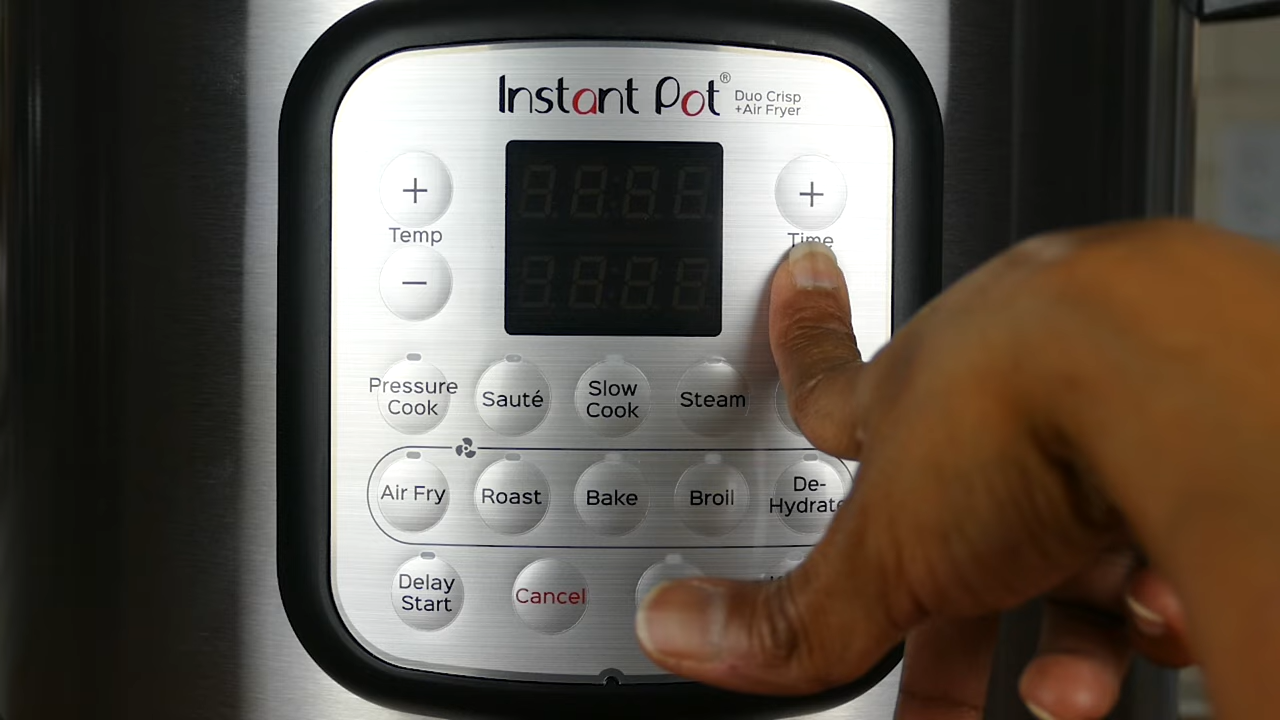 Instant Pot®
Duo Crisp
+Air Fryer
+
+
Temp
Time
−
Pressure
Cook
Sauté
Slow
Cook
Steam
Air Fry
Roast
Bake
Broil
De-
Hydrate
Delay
Start
Cancel